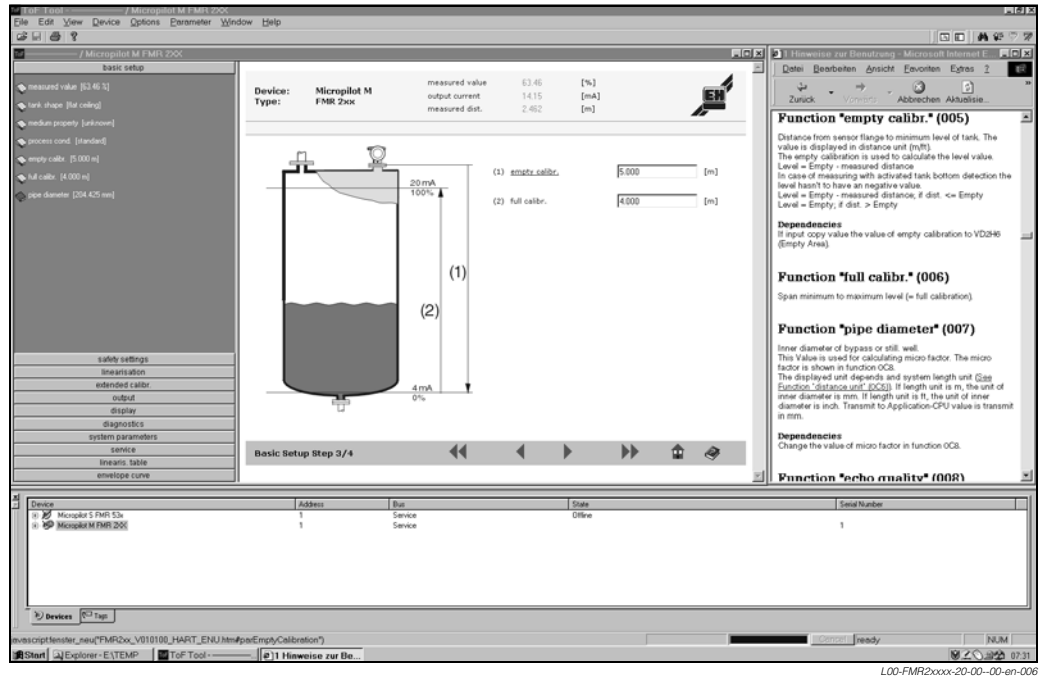 ToF Tool - / Micropilot M FMR 2XX
File Edit View Device Options Parameter Window Help
/ Micropilot M FMR 2XX
basic setup
measured value [63.46 %]
tank shape [flat ceiling]
medium property [unknown]
process cond. [standard]
empty calibr. [5.000 m]
full calibr. [4.000 m]
pipe diameter [204.425 mm]
safety settings
linearisation
extended calibr.
output
display
diagnostics
system parameters
service
linearis. table
envelope curve
Device: Micropilot M
Type: FMR 2xx
measured value 63.46 [%]
output current 14.15 [mA]
measured dist. 2.462 [m]
EH
20 mA
100%
(1)
(2)
4 mA
0%
(1) empty calibr. 5.000 [m]
(2) full calibr. 4.000 [m]
Basic Setup Step 3/4
1 Hinweise zur Benutzung - Microsoft Internet E...
Datei Bearbeiten Ansicht Favoriten Extras ?
Zurück Vorwärts Abbrechen Aktualisie...
Function "empty calibr." (005)
Distance from sensor flange to minimum level of tank. The
value is displayed in distance unit (m/ft).
The empty calibration is used to calculate the level value.
Level = Empty - measured distance
In case of measuring with activated tank bottom detection the
level hasn't to have an negative value.
Level = Empty - measured distance; if dist. <= Empty
Level = Empty; if dist. > Empty
Dependencies
If input copy value the value of empty calibration to VD2H6
(Empty Area).
Function "full calibr." (006)
Span minimum to maximum level (= full calibration).
Function "pipe diameter" (007)
Inner diameter of bypass or still. well.
This Value is used for calculating micro factor. The micro
factor is shown in function 0C8.
The displayed unit depends and system length unit (See
Function "distance unit" (0C5)). If length unit is m, the unit of
inner diameter is mm. If length unit is ft, the unit of inner
diameter is inch. Transmit to Application-CPU value is transmit
in mm.
Dependencies
Change the value of micro factor in function 0C8.
Function "echo quality" (008)
Device Address Bus State Serial Number
Micropilot S FMR 53x 1 Service Offline
Micropilot M FMR 2XX 1 Service 1
Devices Tags
avascript:fenster_neu("FMR2xx_V010100_HART_ENU.htm#parEmptyCalibration")
Cancel ready NUM
Start Explorer - E:\TEMP ToF Tool - 1 Hinweise zur Be... 07:31
L00-FMR2xxxx-20-00--00-en-006